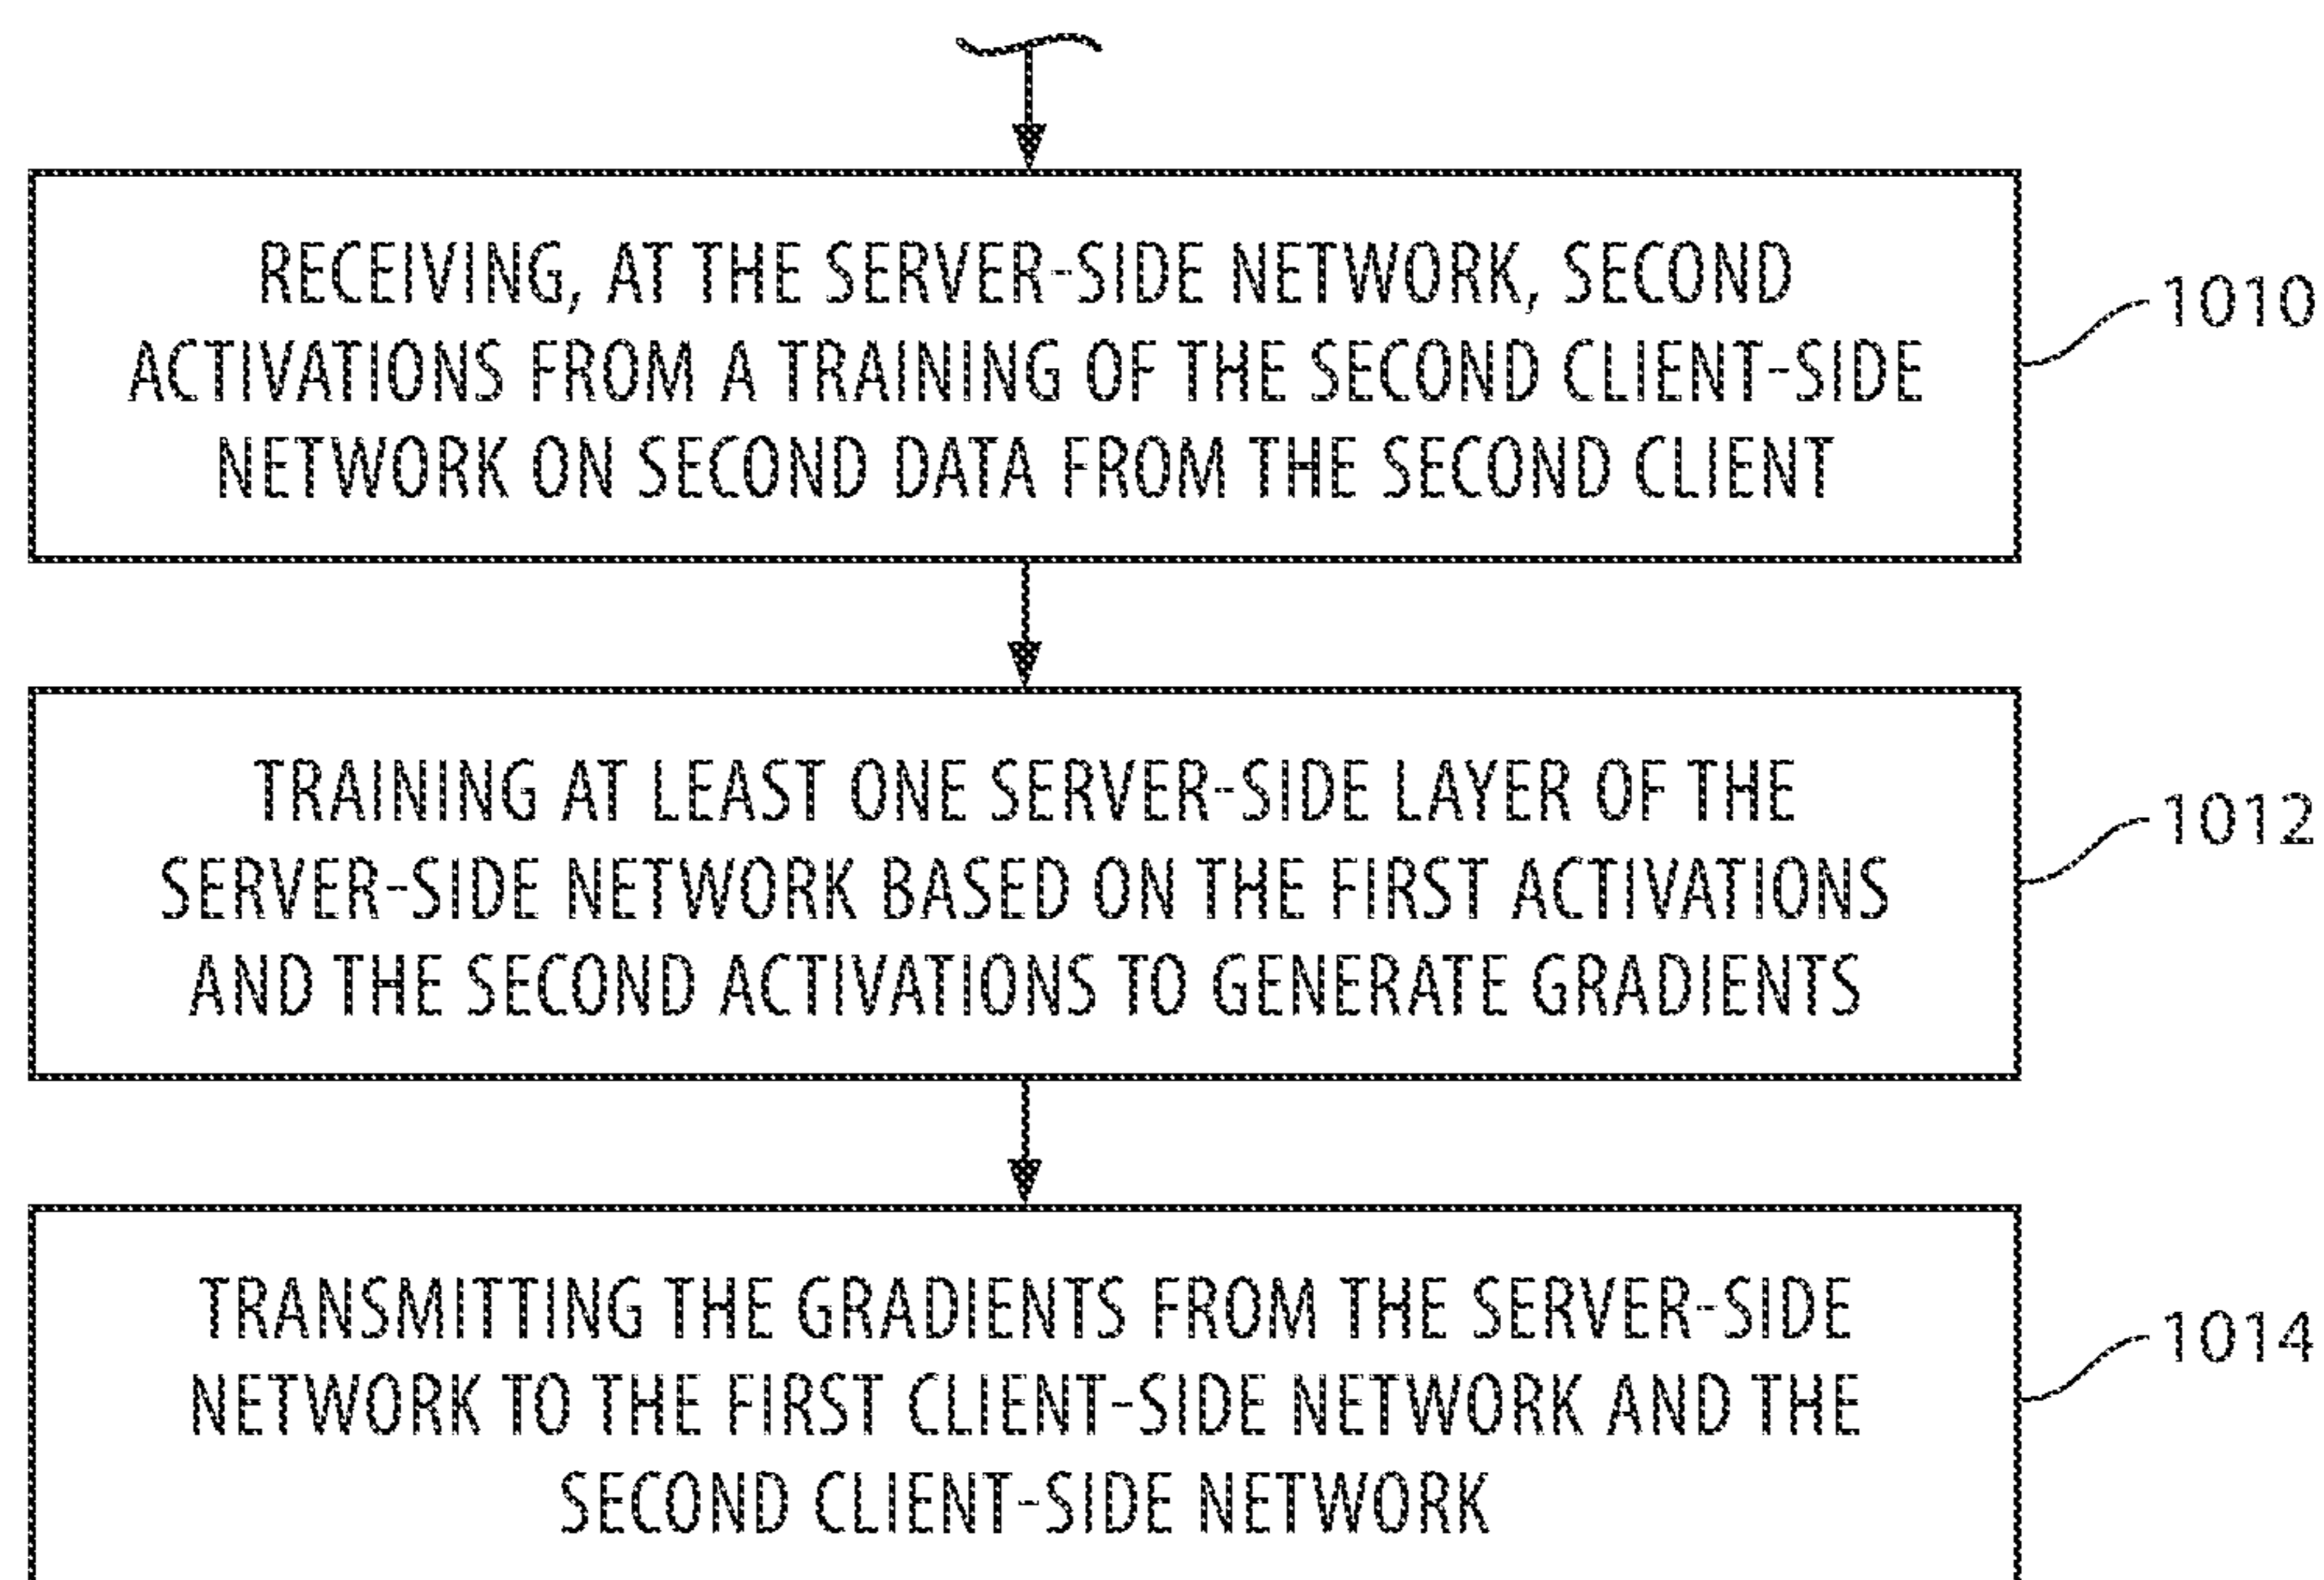 RECEIVING, AT THE SERVER-SIDE NETWORK, SECOND
ACTIVATIONS FROM A TRAINING OF THE SECOND CLIENT-SIDE
NETWORK ON SECOND DATA FROM THE SECOND CLIENT
1010
TRAINING AT LEAST ONE SERVER-SIDE LAYER OF THE
SERVER-SIDE NETWORK BASED ON THE FIRST ACTIVATIONS
AND THE SECOND ACTIVATIONS TO GENERATE GRADIENTS
1012
TRANSMITTING THE GRADIENTS FROM THE SERVER-SIDE
NETWORK TO THE FIRST CLIENT-SIDE NETWORK AND THE
SECOND CLIENT-SIDE NETWORK
1014